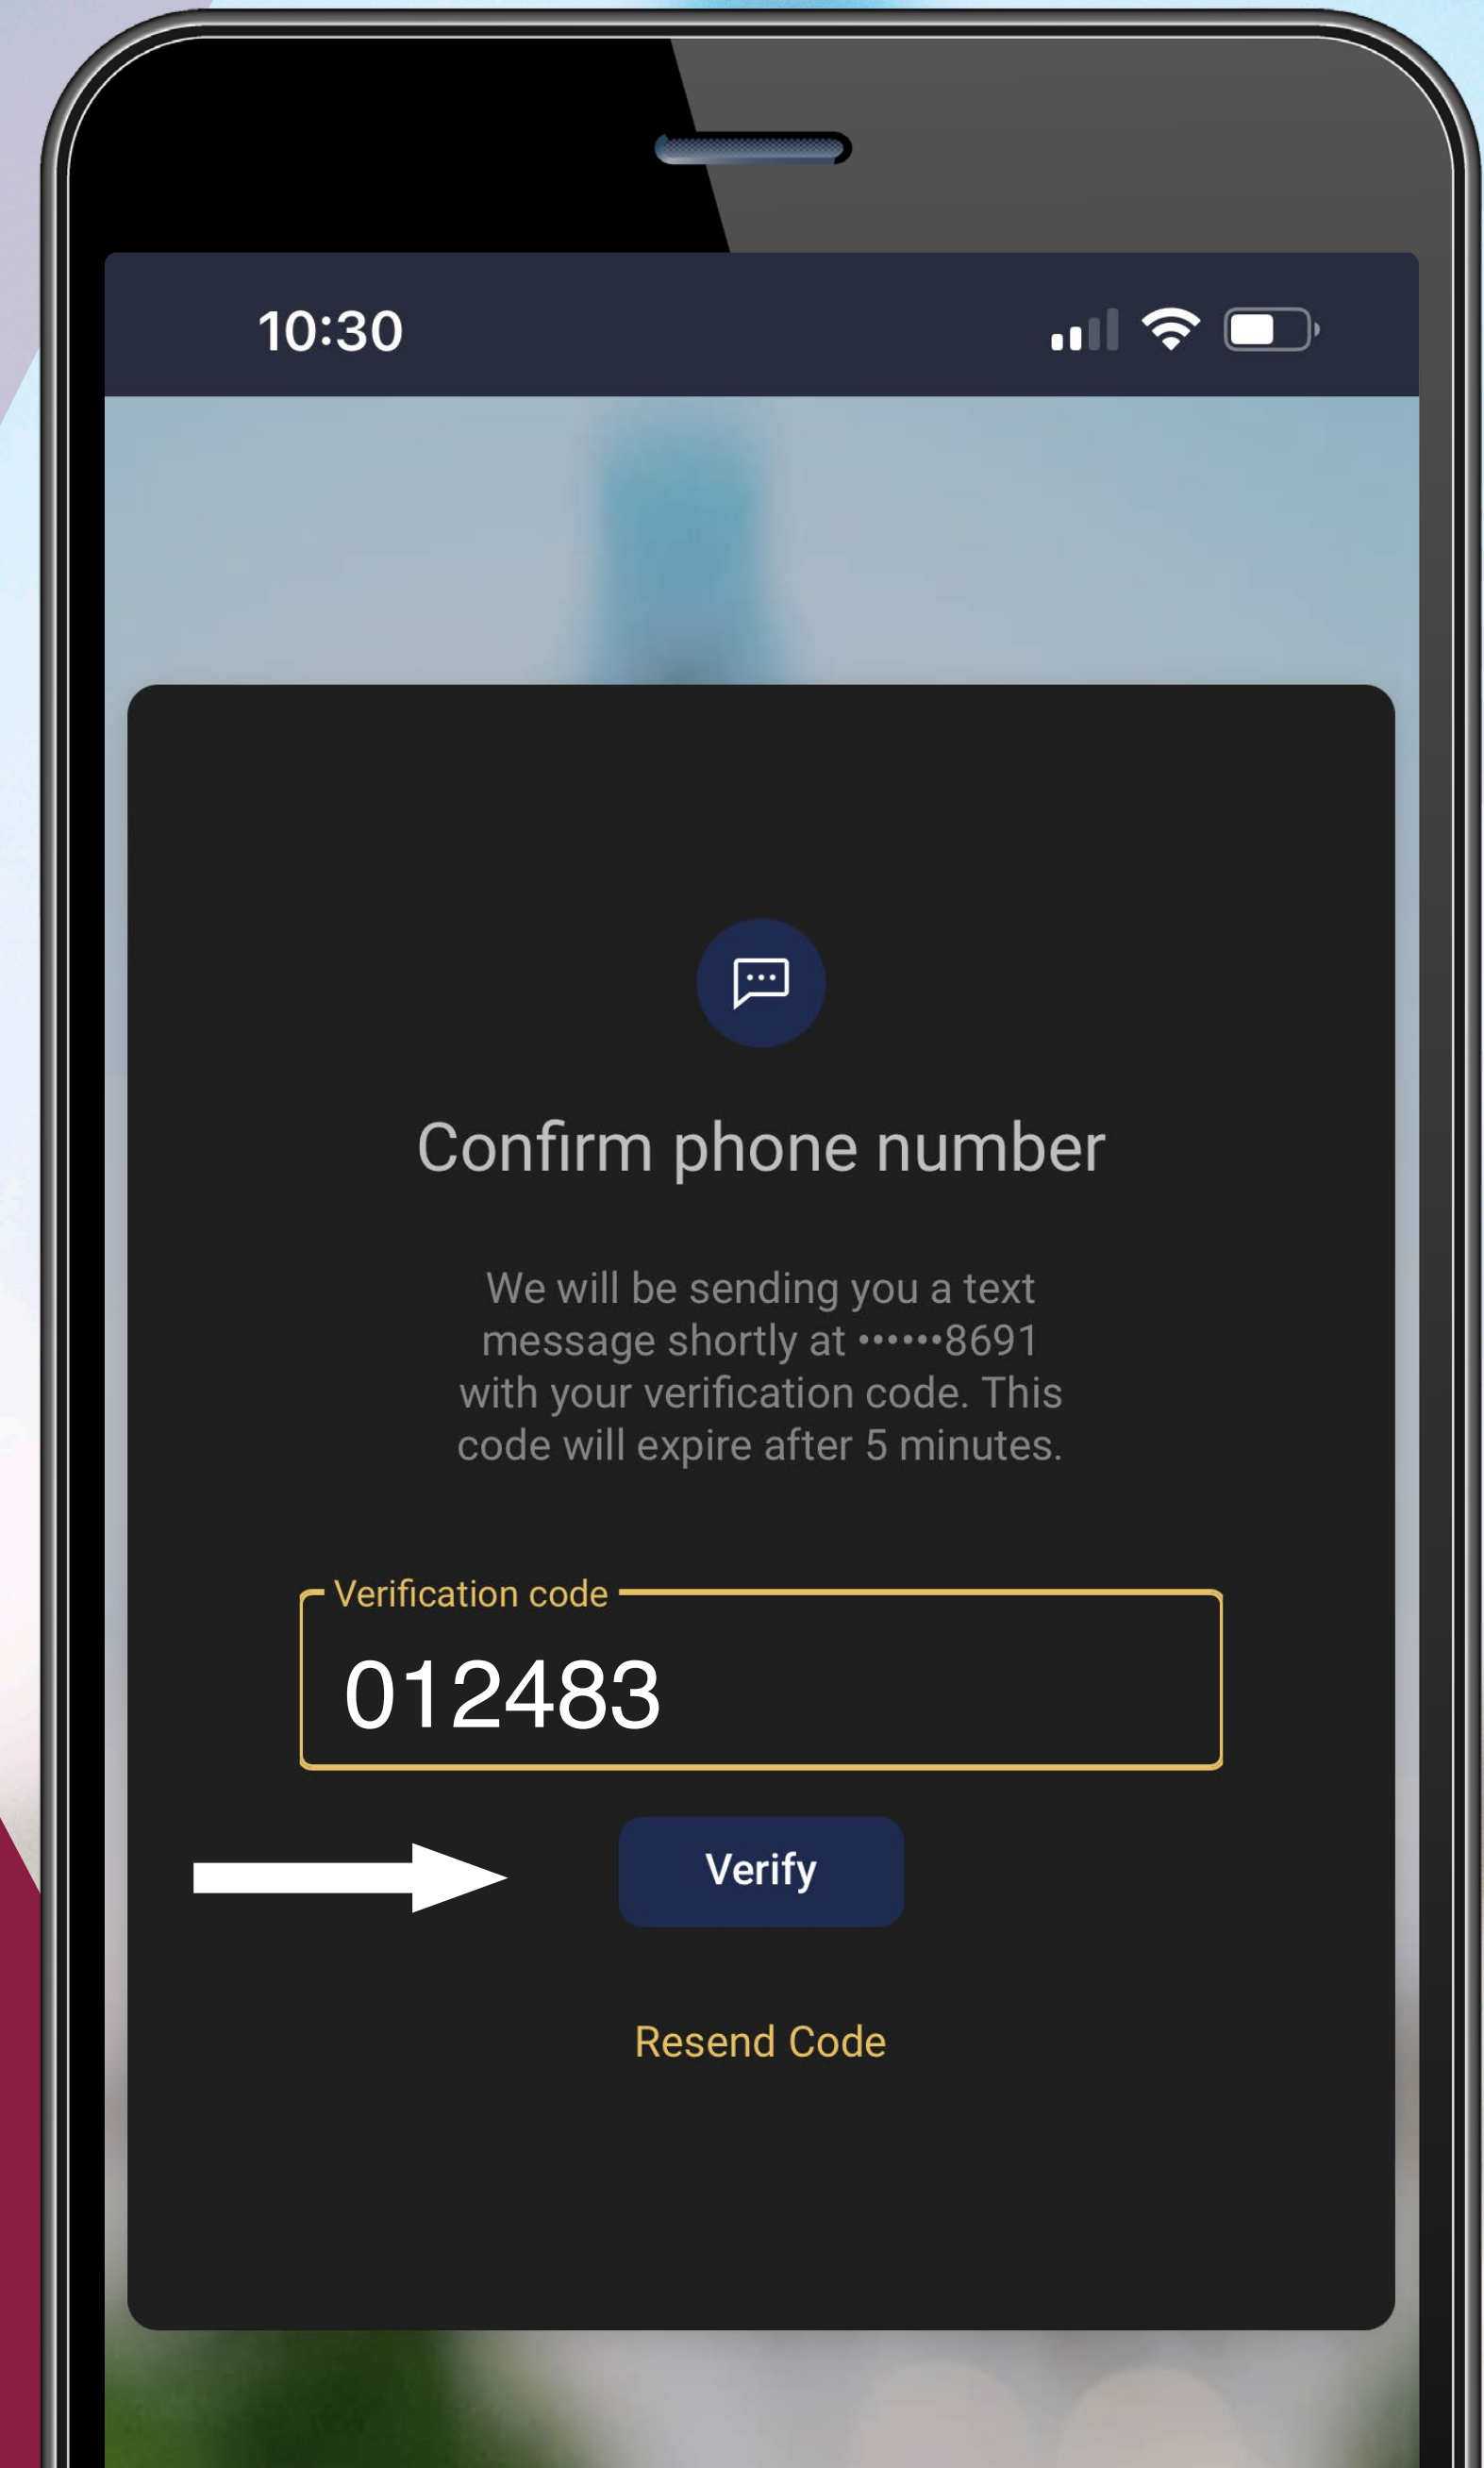 10:30
Confirm phone number
We will be sending you a text
message shortly at ••••••8691
with your verification code. This
code will expire after 5 minutes.
Verification code
012483
Verify
Resend Code